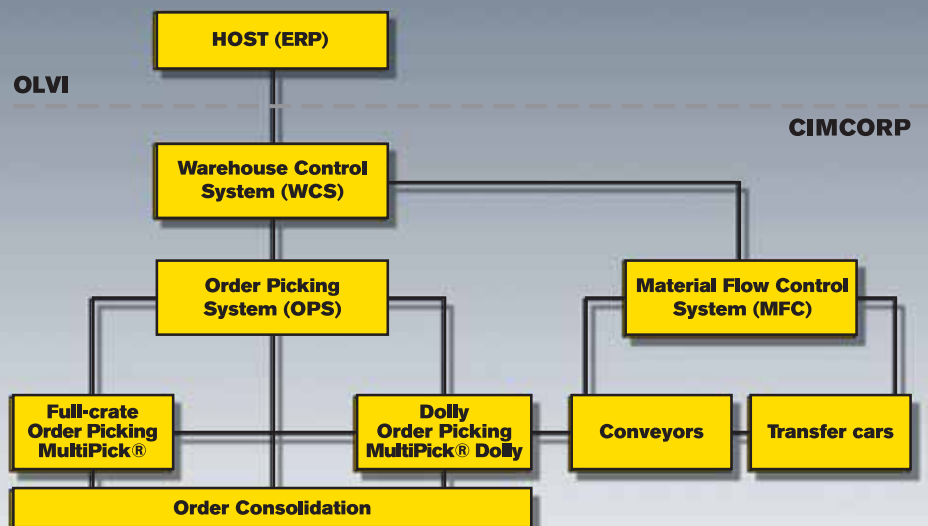 HOST (ERP)
OLVI
CIMCORP
Warehouse Control
System (WCS)
Order Picking
System (OPS)
Material Flow Control
System (MFC)
Full-crate
Order Picking
MultiPick®
Dolly
Order Picking
MultiPick® Dolly
Conveyors
Transfer cars
Order Consolidation